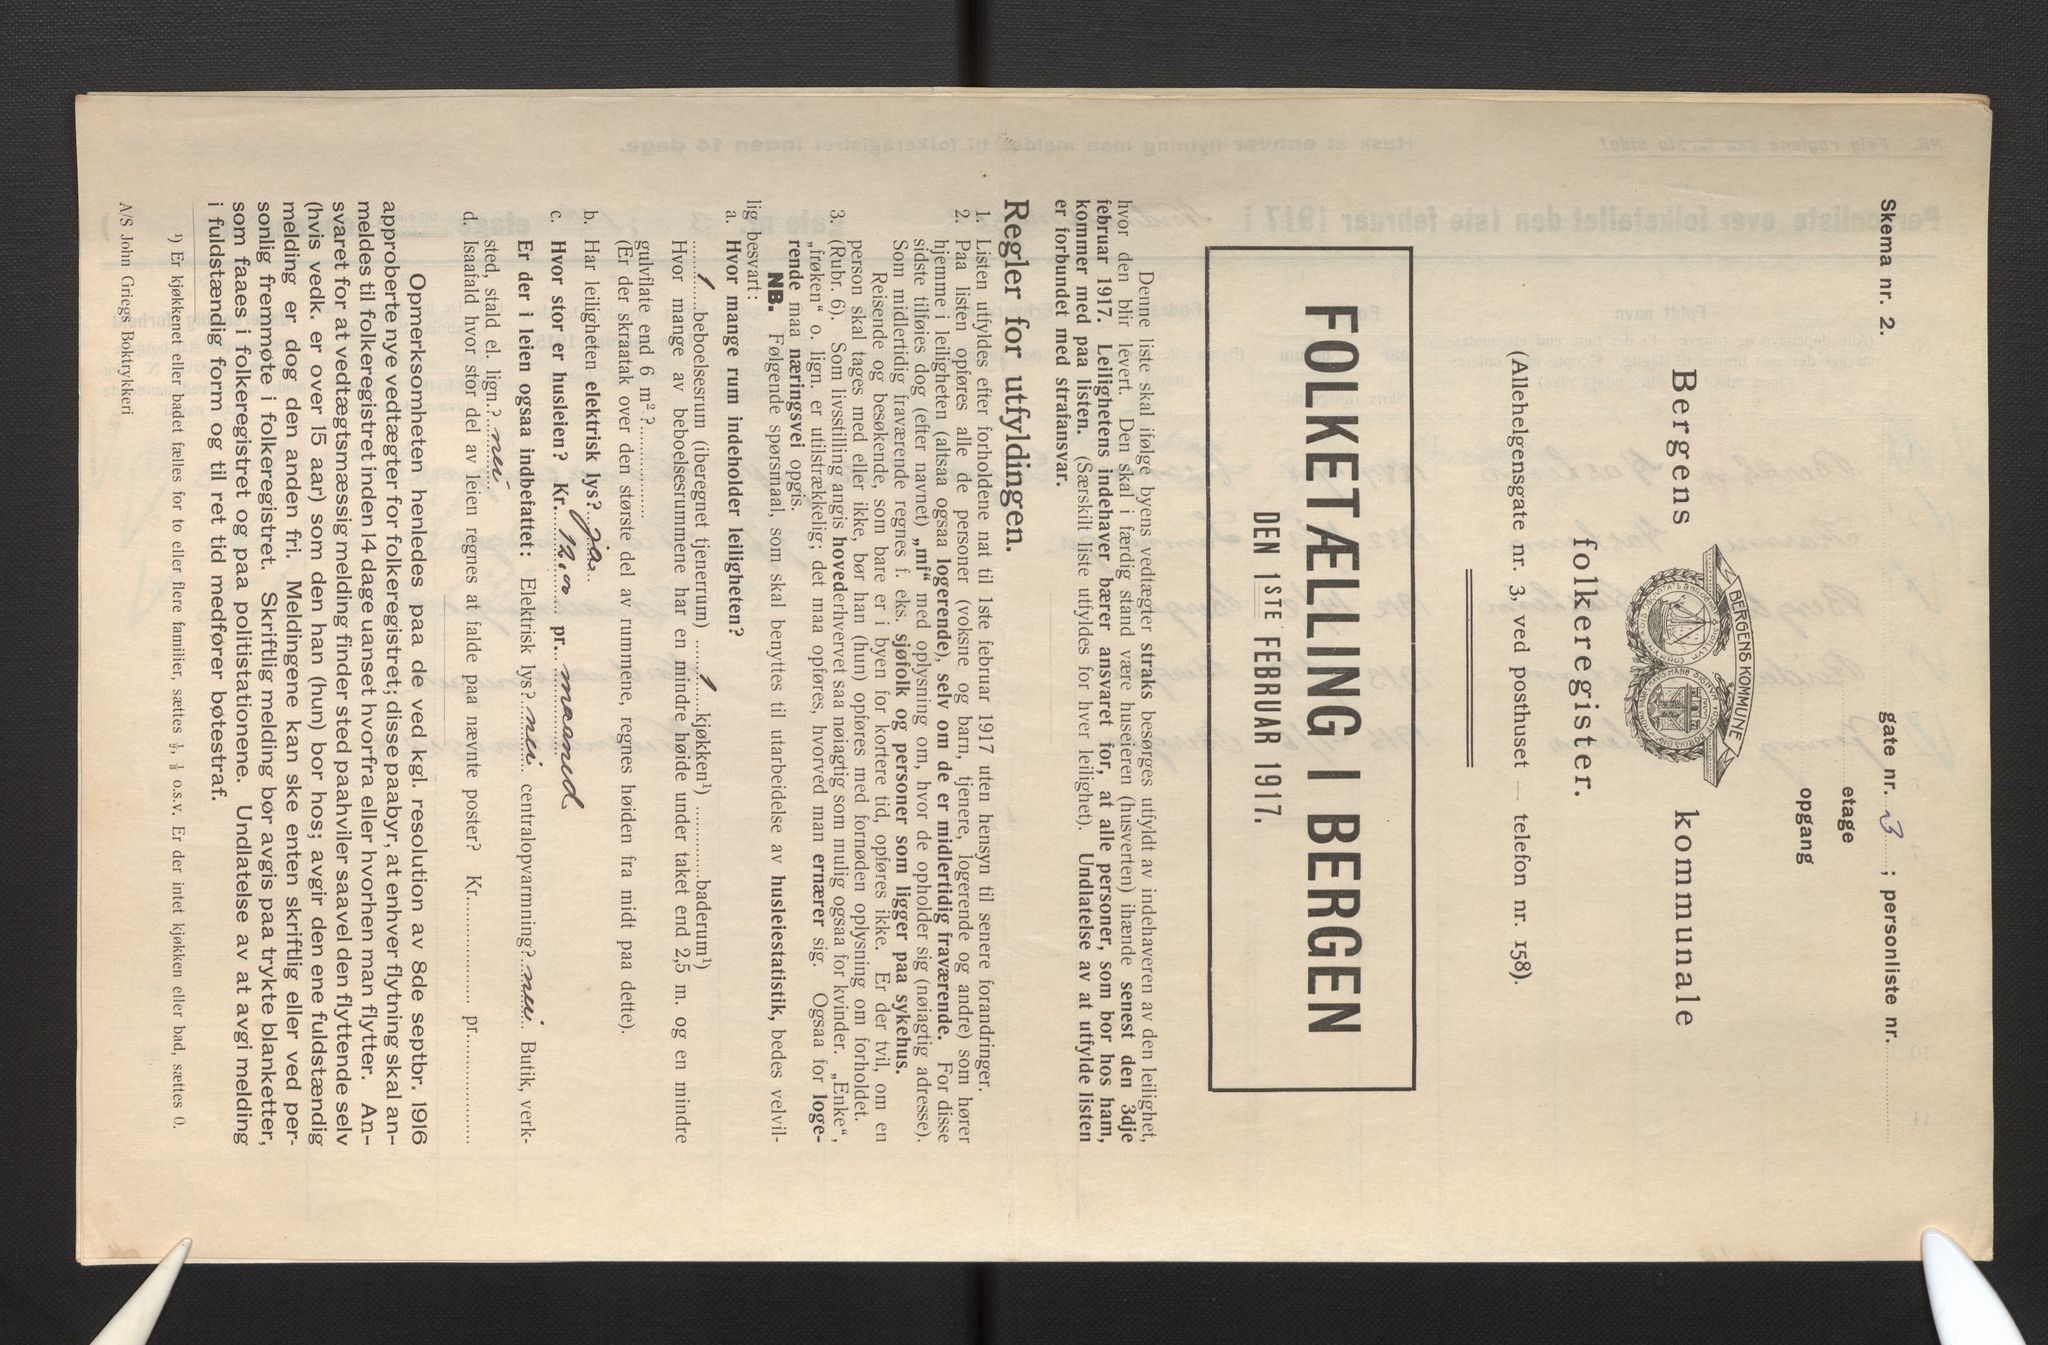 Skema nr. 2.
gate nr. 3 ; personliste nr.
etage
opgang
Bergens kommunale
BERGENS KOMMUNE
folkeregister.
(Allehelgensgate nr. 3, ved posthuset — telefon nr. 158).
FOLKETÆLLING I BERGEN
DEN 1STE FEBRUAR 1917.
Denne liste skal ifølge byens vedtægter straks besørges utfyldt av indehaveren av den leilighet,
hvor den blir levert. Den skal i færdig stand være huseieren (husverten) ihænde senest den 3dje
februar 1917. Leilighetens indehaver bærer ansvaret for, at alle personer, som bor hos ham,
kommer med paa listen. (Særskilt liste utfyldes for hver leilighet). Undlatelse av at utfylde listen
er forbundet med strafansvar.
Regler for utfyldingen.
1. Listen utfyldes efter forholdene nat til 1ste februar 1917 uten hensyn til senere forandringer.
2. Paa listen opføres alle de personer (voksne og barn, tjenere, logerende og andre) som hører
hjemme i leiligheten (altsaa ogsaa logerende), selv om de er midlertidig fraværende. For disse
sidste tilføies dog (efter navnet) „mf“ med oplysning om, hvor de opholder sig (nøiagtig adresse).
Som midlertidig fraværende regnes f. eks. sjøfolk og personer som ligger paa sykehus.
Reisende og besøkende, som bare er i byen for kortere tid, opføres ikke. Er der tvil, om en
person skal tages med eller ikke, bør han (hun) opføres med fornøden oplysning om forholdet.
3. (Rubr. 6). Som livsstilling angis hovederhvervet saa nøiagtig som mulig ogsaa for kvinder. „Enke“,
„frøken“ o. lign. er utilstrækkelig; det maa opføres, hvorved man ernærer sig. Ogsaa for loge-
rende maa næringsvei opgis.
NB. Følgende spørsmaal, som skal benyttes til utarbeidelse av husleiestatistik, bedes velvil-
lig besvart:
a. Hvor mange rum indeholder leiligheten?
1 beboelsesrum (iberegnet tjenerrum) 1 kjøkken¹) baderum¹)
Hvor mange av beboelsesrummene har en mindre høide under taket end 2,5 m. og en mindre
gulvflate end 6 m²?
(Er der skraatak over den største del av rummene, regnes høiden fra midt paa dette).
b. Har leiligheten elektrisk lys? ja.
c. Hvor stor er husleien? Kr. 12.00 pr. maaned
Er der i leien ogsaa indbefattet: Elektrisk lys? nei centralopvarmning? nei Butik, verk-
sted, stald el. lign.? nei
d. Isaafald hvor stor del av leien regnes at falde paa nævnte poster? Kr. pr.
Opmerksomheten henledes paa de ved kgl. resolution av 8de septbr. 1916
approberte nye vedtægter for folkeregistret; disse paabyr, at enhver flytning skal an-
meldes til folkeregistret inden 14 dage uanset hvorfra eller hvorhen man flytter. An-
svaret for at vedtægtsmæssig melding finder sted paahviler saavel den flyttende selv
(hvis vedk. er over 15 aar) som den han (hun) bor hos; avgir den ene fuldstændig
melding er dog den anden fri. Meldingene kan ske enten skriftlig eller ved per-
sonlig fremøte i folkeregistret. Skriftlig melding bør avgis paa trykte blanketter,
som faaes i folkeregistret og paa politistationene. Undlatelse av at avgi melding
i fuldstændig form og til ret tid medfører bøtestraf.
¹) Er kjøkkenet eller badet fælles for to eller flere familier, sættes ½, ⅓ o.s.v. Er der intet kjøkken eller bad, sættes 0.
A/S John Griegs Boktrykkeri